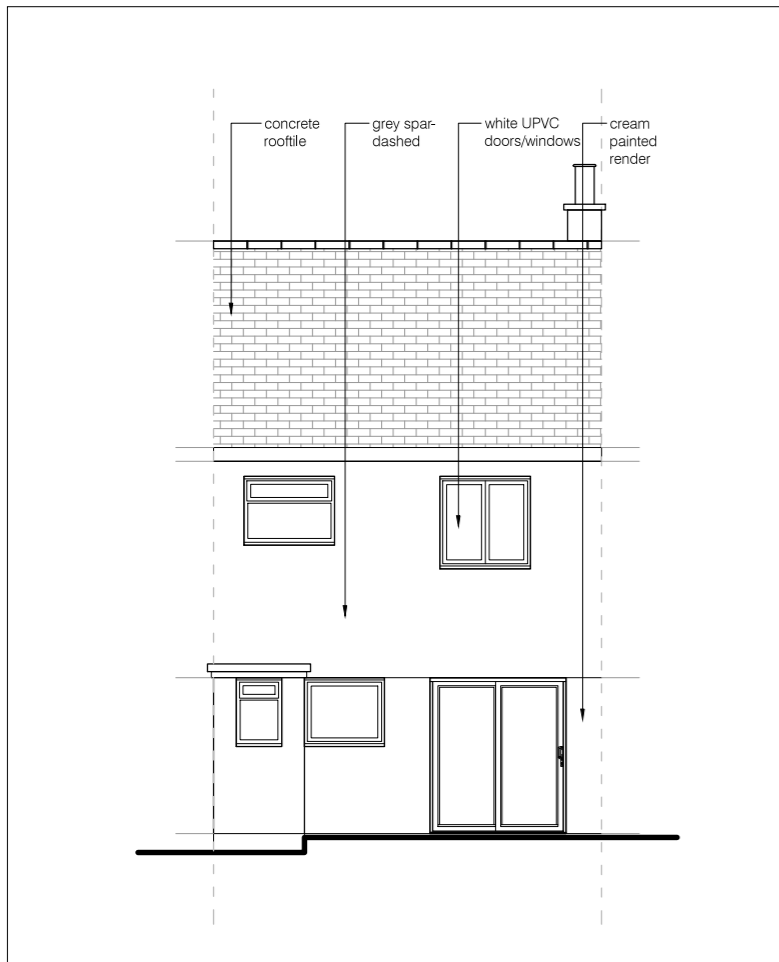 concrete
rooftile
grey spar-
dashed
white UPVC
doors/windows
cream
painted
render